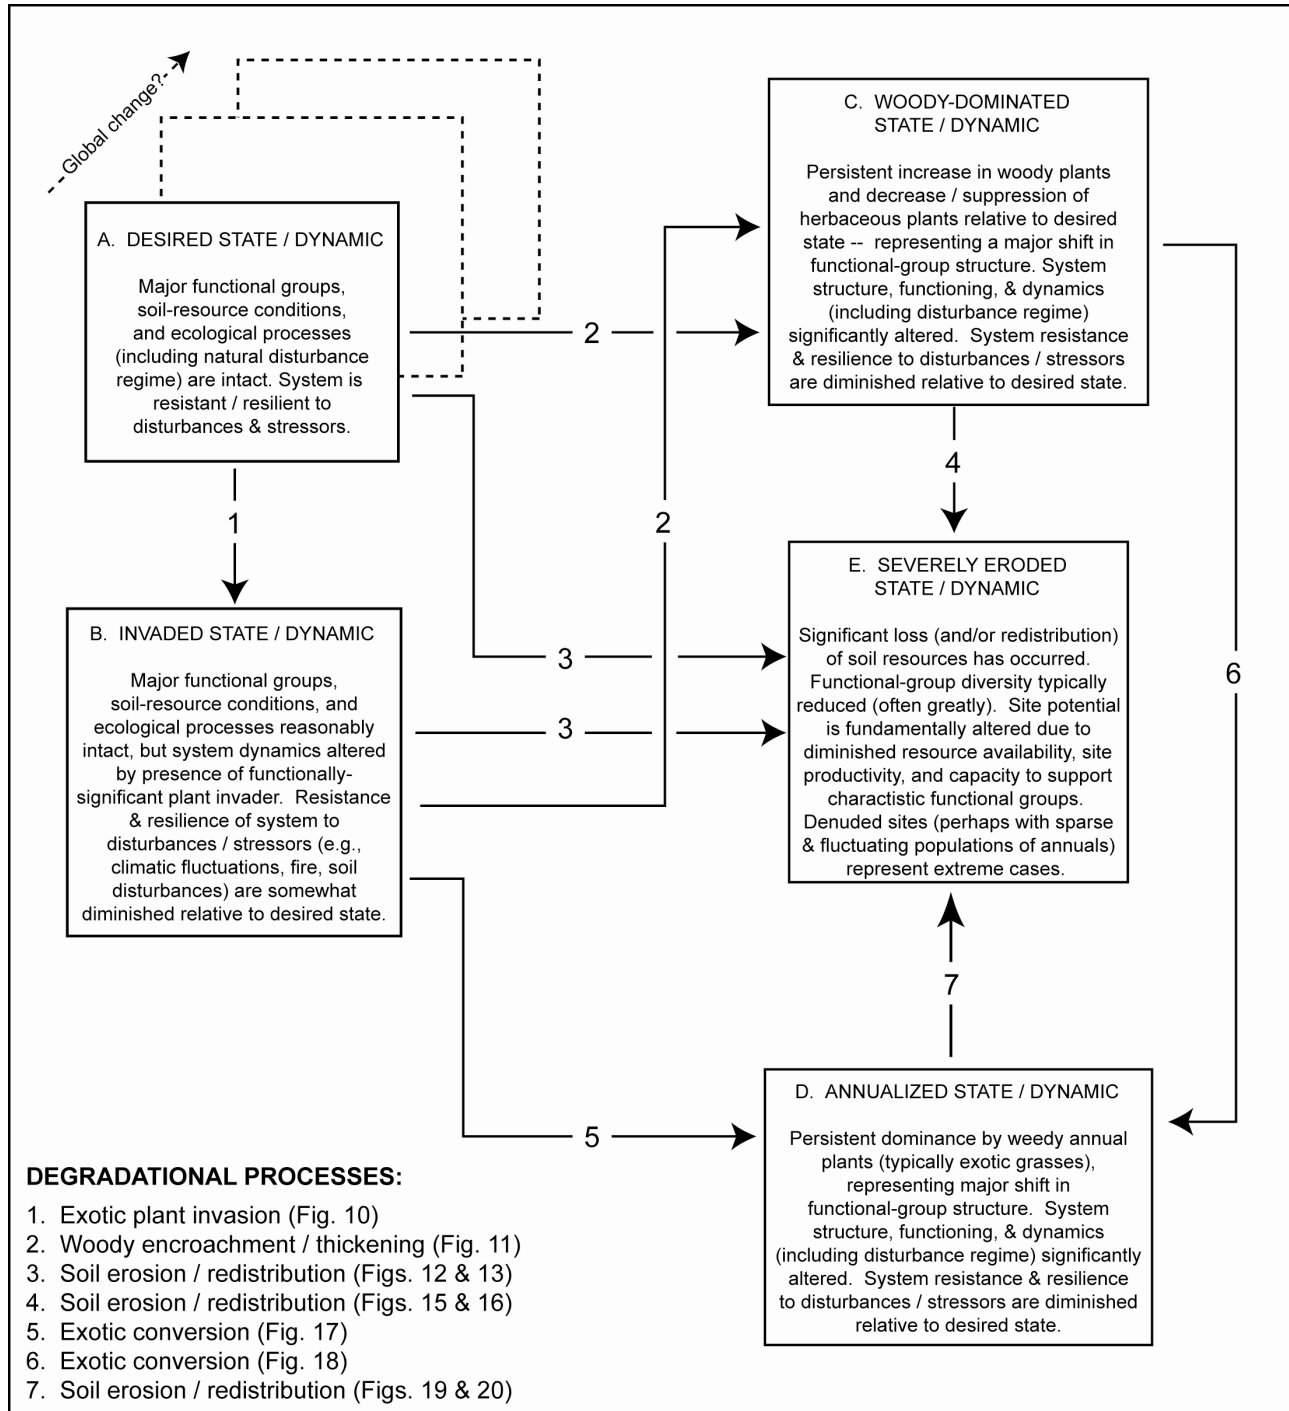 Global change?
A. DESIRED STATE / DYNAMIC
Major functional groups,
soil-resource conditions,
and ecological processes
(including natural disturbance
regime) are intact. System is
resistant / resilient to
disturbances & stressors.
1
B. INVADED STATE / DYNAMIC
Major functional groups,
soil-resource conditions, and
ecological processes reasonably
intact, but system dynamics altered
by presence of functionally-
significant plant invader. Resistance
& resilience of system to
disturbances / stressors (e.g.,
climatic fluctuations, fire, soil
disturbances) are somewhat
diminished relative to desired state.
2
2
3
3
5
C. WOODY-DOMINATED
STATE / DYNAMIC
Persistent increase in woody plants
and decrease / suppression of
herbaceous plants relative to desired
state -- representing a major shift in
functional-group structure. System
structure, functioning, & dynamics
(including disturbance regime)
significantly altered. System resistance
& resilience to disturbances / stressors
are diminished relative to desired state.
4
6
E. SEVERELY ERODED
STATE / DYNAMIC
Significant loss (and/or redistribution)
of soil resources has occurred.
Functional-group diversity typically
reduced (often greatly). Site potential
is fundamentally altered due to
diminished resource availability, site
productivity, and capacity to support
charactistic functional groups.
Denuded sites (perhaps with sparse
& fluctuating populations of annuals)
represent extreme cases.
7
D. ANNUALIZED STATE / DYNAMIC
Persistent dominance by weedy annual
plants (typically exotic grasses),
representing major shift in
functional-group structure. System
structure, functioning, & dynamics
(including disturbance regime) significantly
altered. System resistance & resilience
to disturbances / stressors are diminished
relative to desired state.
DEGRADATIONAL PROCESSES:
1. Exotic plant invasion (Fig. 10)
2. Woody encroachment / thickening (Fig. 11)
3. Soil erosion / redistribution (Figs. 12 & 13)
4. Soil erosion / redistribution (Figs. 15 & 16)
5. Exotic conversion (Fig. 17)
6. Exotic conversion (Fig. 18)
7. Soil erosion / redistribution (Figs. 19 & 20)